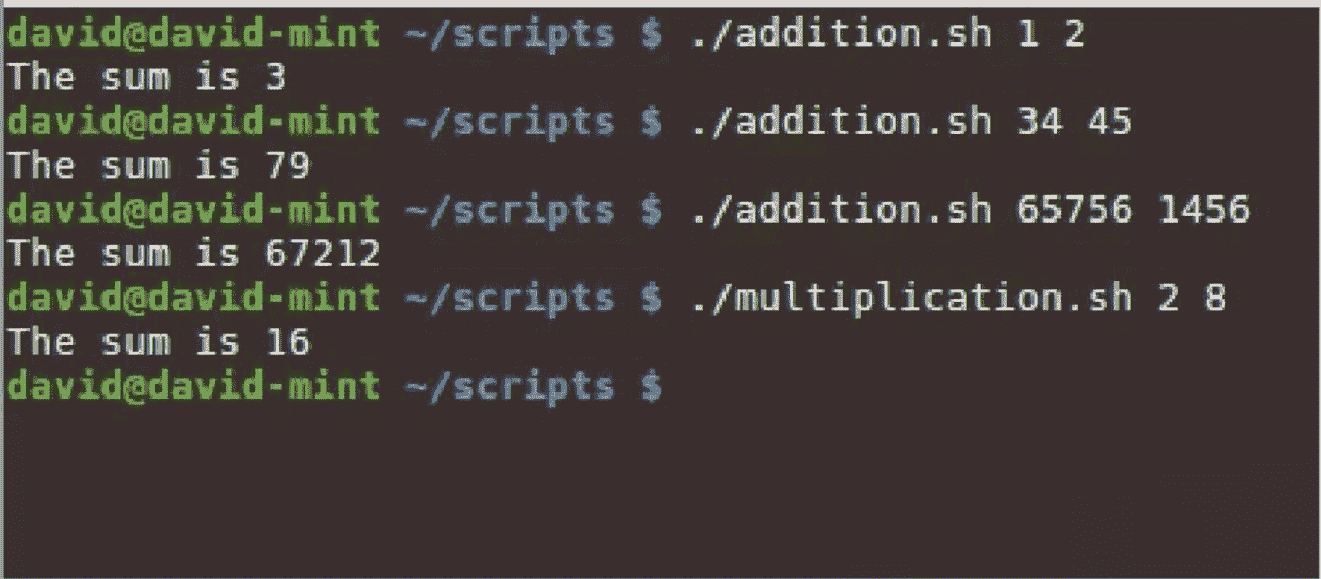 david@david-mint ~/scripts $ ./addition.sh 1 2
The sum is 3
david@david-mint ~/scripts $ ./addition.sh 34 45
The sum is 79
david@david-mint ~/scripts $ ./addition.sh 65756 1456
The sum is 67212
david@david-mint ~/scripts $ ./multiplication.sh 2 8
The sum is 16
david@david-mint ~/scripts $